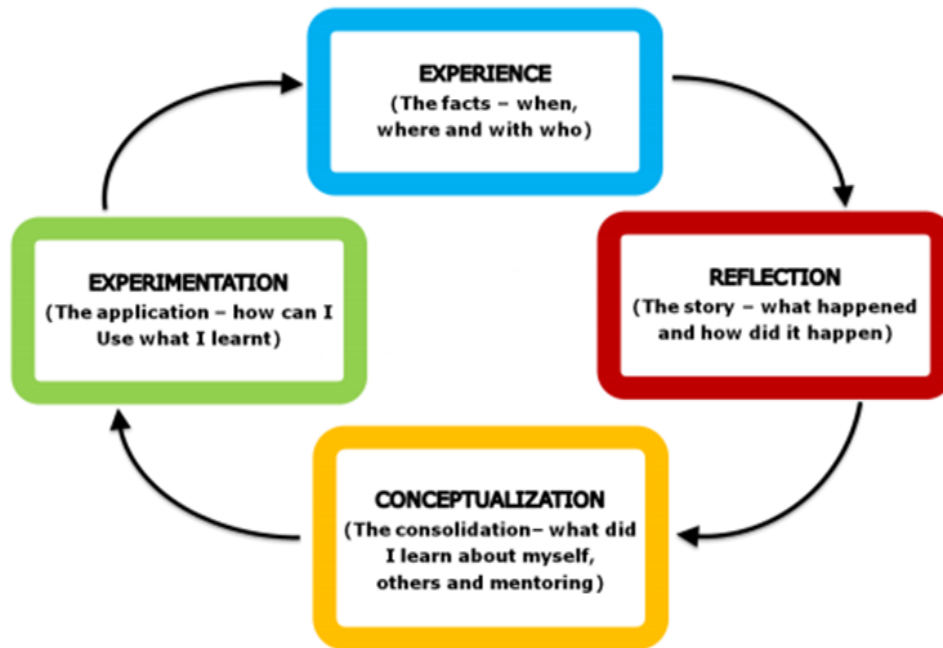 EXPERIENCE
(The facts – when,
where and with who)
REFLECTION
(The story – what happened
and how did it happen)
CONCEPTUALIZATION
(The consolidation– what did
I learn about myself,
others and mentoring)
EXPERIMENTATION
(The application – how can I
Use what I learnt)